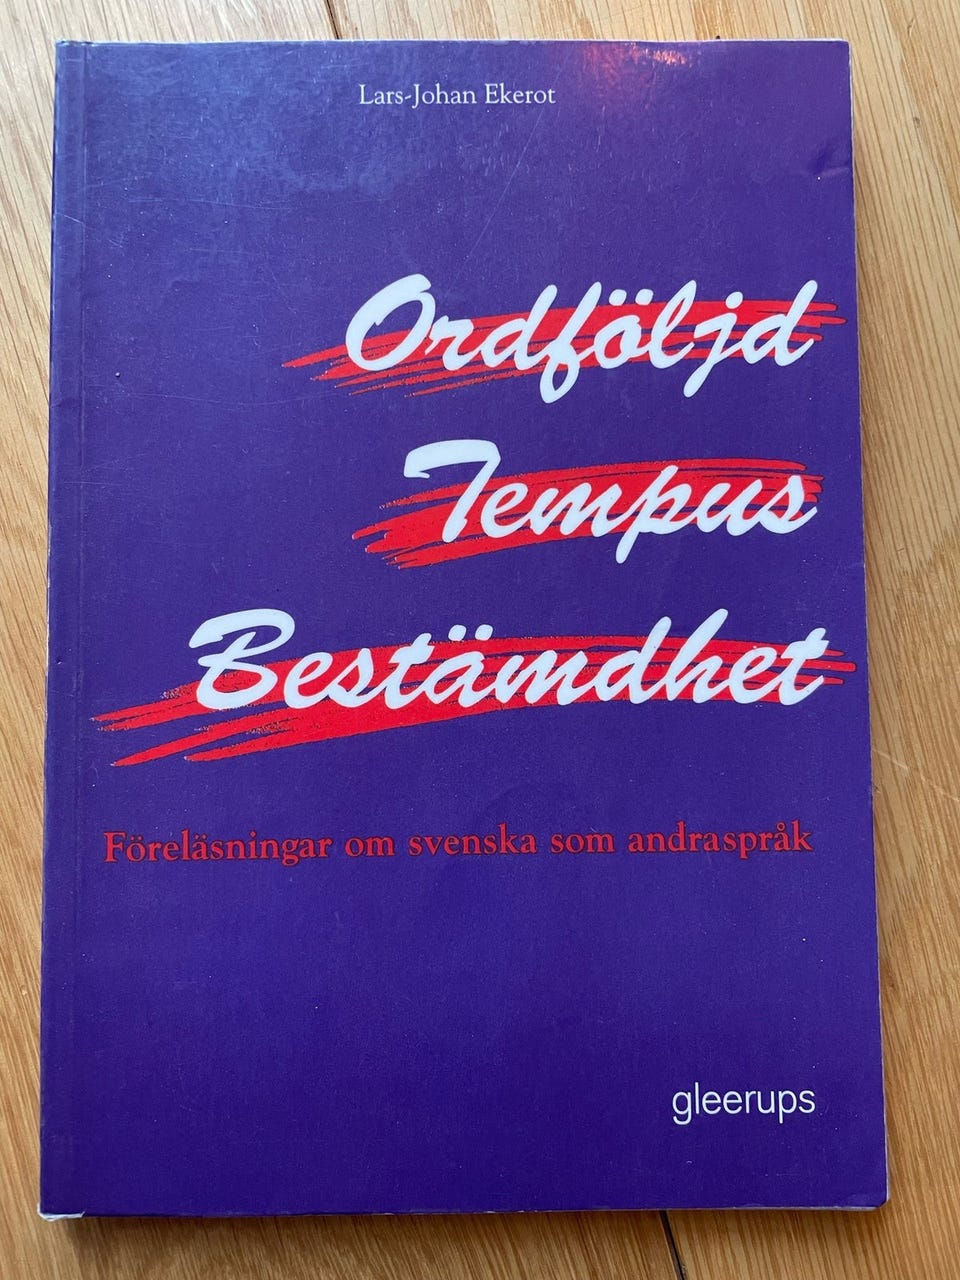 Lars-Johan Ekerot
Ordföljd
Tempus
Bestämdhet
Föreläsningar om svenska som andraspråk
gleerups